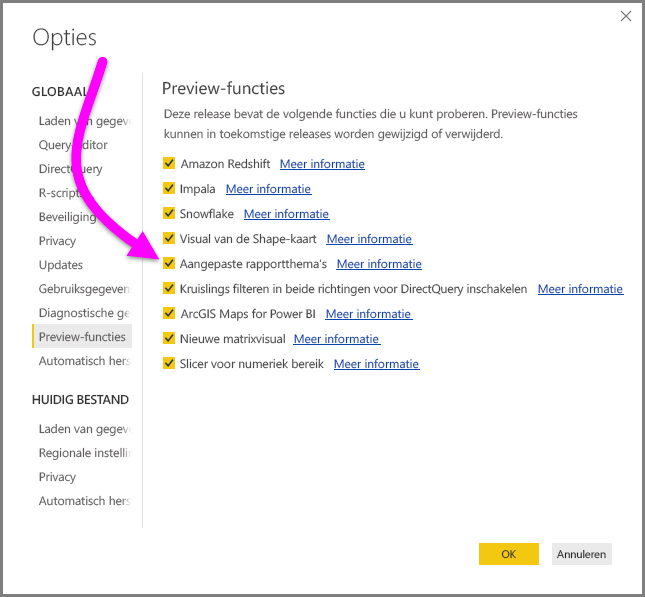 Opties
GLOBAAL
Laden van gegev
Query-editor
DirectQuery
R-script
Beveiliging
Privacy
Updates
Gebruiksgegeven
Diagnostische ge
Preview-functies
Automatisch hers
HUIDIG BESTAND
Laden van gegev
Regionale instelli
Privacy
Automatisch hers
Preview-functies
Deze release bevat de volgende functies die u kunt proberen. Preview-functies
kunnen in toekomstige releases worden gewijzigd of verwijderd.
Amazon Redshift Meer informatie
Impala Meer informatie
Snowflake Meer informatie
Visual van de Shape-kaart Meer informatie
Aangepaste rapportthema's Meer informatie
Kruislings filteren in beide richtingen voor DirectQuery inschakelen Meer informatie
ArcGIS Maps for Power BI Meer informatie
Nieuwe matrixvisual Meer informatie
Slicer voor numeriek bereik Meer informatie
OK Annuleren